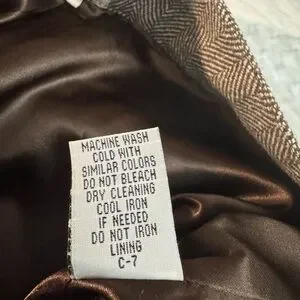 MACHINE WASH
COLD WITH
SIMILAR COLORS
DO NOT BLEACH
DRY CLEANING
COOL IRON
IF NEEDED
DO NOT IRON
LINING
C-7